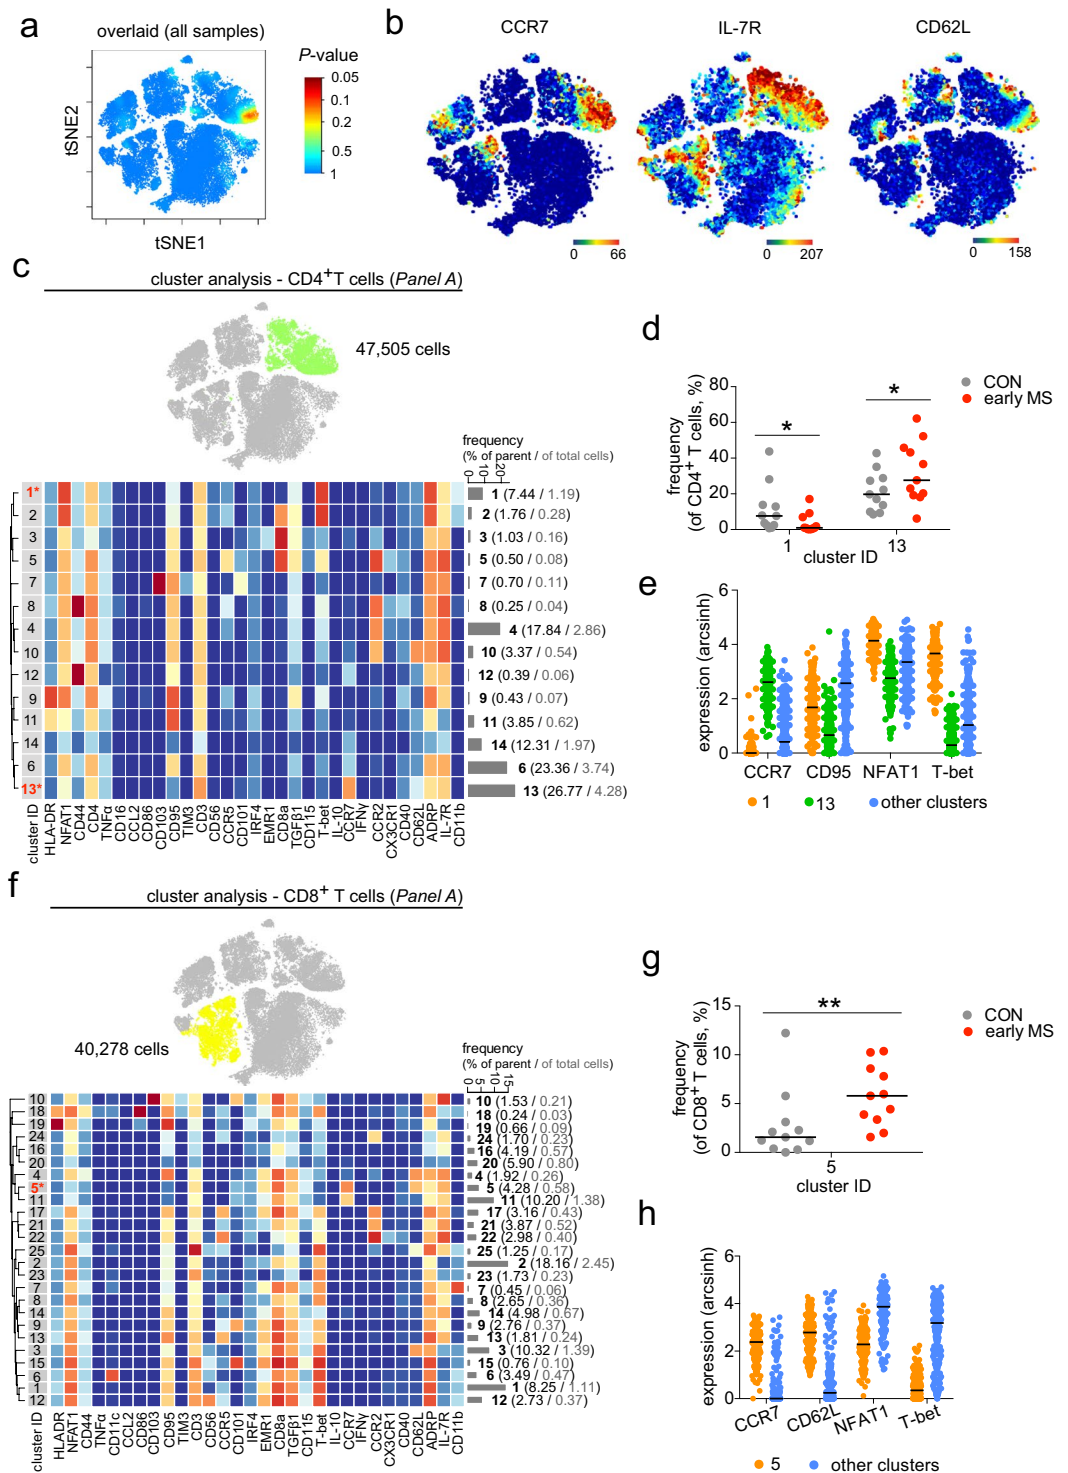 a
overlaid (all samples)
P-value
0.05
0.1
0.2
0.5
1
tSNE2
tSNE1
b
CCR7
IL-7R
CD62L
0 66
0 207
0 158
c
cluster analysis - CD4+T cells (Panel A)
47,505 cells
frequency
(% of parent / of total cells)
0 10 20
1* 1 (7.44 / 1.19)
2 2 (1.76 / 0.28)
3 3 (1.03 / 0.16)
5 5 (0.50 / 0.08)
7 7 (0.70 / 0.11)
8 8 (0.25 / 0.04)
4 4 (17.84 / 2.86)
10 10 (3.37 / 0.54)
12 12 (0.39 / 0.06)
9 9 (0.43 / 0.07)
11 11 (3.85 / 0.62)
14 14 (12.31 / 1.97)
6 6 (23.36 / 3.74)
13* 13 (26.77 / 4.28)
cluster ID
HLA-DR
NFAT1
CD44
CD4
TNFα
CD16
CCL2
CD86
CD103
CD95
TIM3
CD3
CD56
CCR5
CD101
IRF4
EMR1
CD8a
TGFβ1
CD115
T-bet
IL-10
CCR7
IFNγ
CCR2
CX3CR1
CD40
CD62L
ADRP
IL-7R
CD11b
d
frequency
(of CD4+ T cells, %)
80
60
40
20
0
*
*
CON
early MS
1 13
cluster ID
e
expression (arcsinh)
6
4
2
0
CCR7 CD95 NFAT1 T-bet
1 13 other clusters
f
cluster analysis - CD8+ T cells (Panel A)
40,278 cells
frequency
(% of parent / of total cells)
0 5 10 15
10 10 (1.53 / 0.21)
18 18 (0.24 / 0.03)
19 19 (0.66 / 0.09)
24 24 (1.70 / 0.23)
16 16 (4.19 / 0.57)
20 20 (5.90 / 0.80)
4 4 (1.92 / 0.26)
5* 5 (4.28 / 0.58)
11 11 (10.20 / 1.38)
17 17 (3.16 / 0.43)
21 21 (3.87 / 0.52)
22 22 (2.98 / 0.40)
25 25 (1.25 / 0.17)
2 2 (18.16 / 2.45)
23 23 (1.73 / 0.23)
7 7 (0.45 / 0.06)
8 8 (2.65 / 0.36)
14 14 (4.98 / 0.67)
9 9 (2.76 / 0.37)
13 13 (1.81 / 0.24)
3 3 (10.32 / 1.39)
15 15 (0.76 / 0.10)
6 6 (3.49 / 0.47)
1 1 (8.25 / 1.11)
12 12 (2.73 / 0.37)
cluster ID
HLADR
NFAT1
CD44
TNFα
CD11c
CCL2
CD86
CD103
CD95
TIM3
CD3
CD56
CCR5
CD101
IRF4
EMR1
CD8a
TGFβ1
CD115
T-bet
IL-10
CCR7
IFNγ
CCR2
CX3CR1
CD40
CD62L
ADRP
IL-7R
CD11b
g
frequency
(of CD8+ T cells, %)
15
10
5
0
**
CON
early MS
5
cluster ID
h
expression (arcsinh)
6
4
2
0
CCR7 CD62L NFAT1 T-bet
5 other clusters